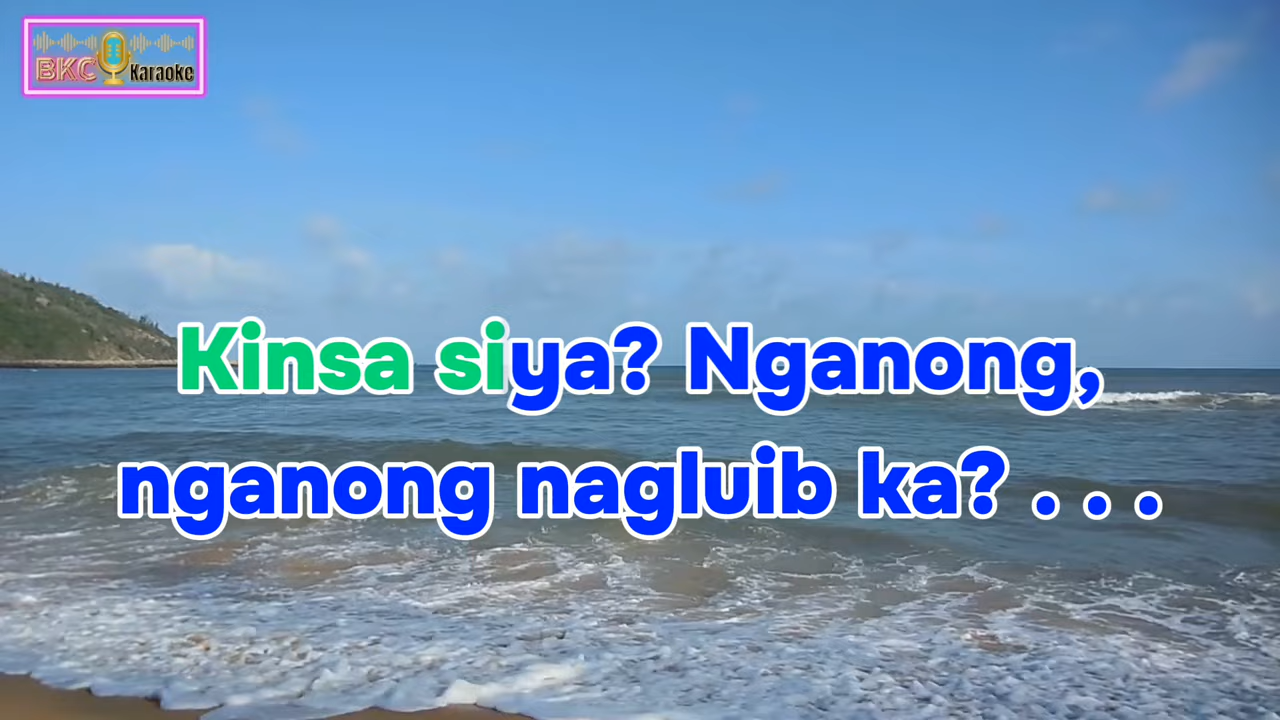 BKC Karaoke
Kinsa siya? Nganong,
nganong nagluib ka? . . .